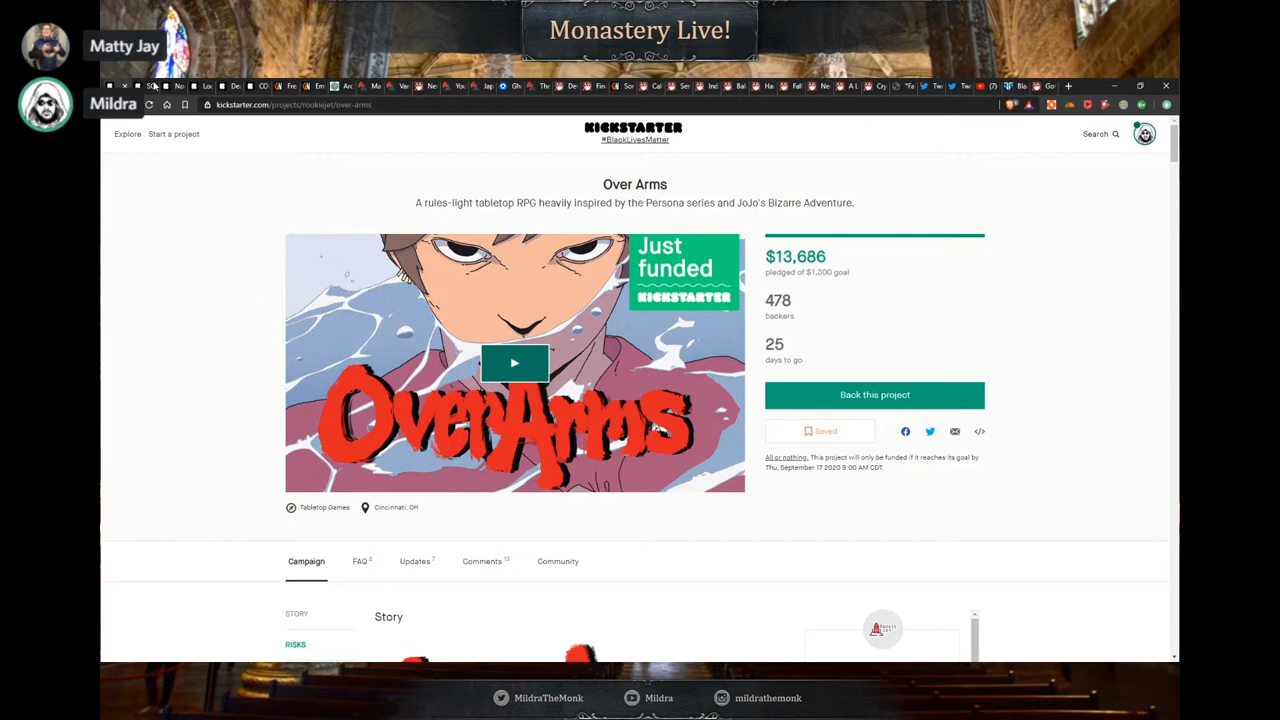 Monastery Live!
Matty Jay
Mildra
kickstarter.com/projects/rookiejet/over-arms
Explore Start a project
KICKSTARTER
#BlackLivesMatter
Search
Over Arms
A rules-light tabletop RPG heavily inspired by the Persona series and JoJo's Bizarre Adventure.
Just
funded
KICKSTARTER
OverArms
$13,686
pledged of $1,300 goal
478
backers
25
days to go
Back this project
Saved
All or nothing. This project will only be funded if it reaches its goal by
Thu, September 17 2020 9:00 AM CDT.
Tabletop Games Cincinnati, OH
Campaign FAQ 2 Updates 7 Comments 13 Community
STORY
Story
RISKS
MildraTheMonk Mildra mildrathemonk